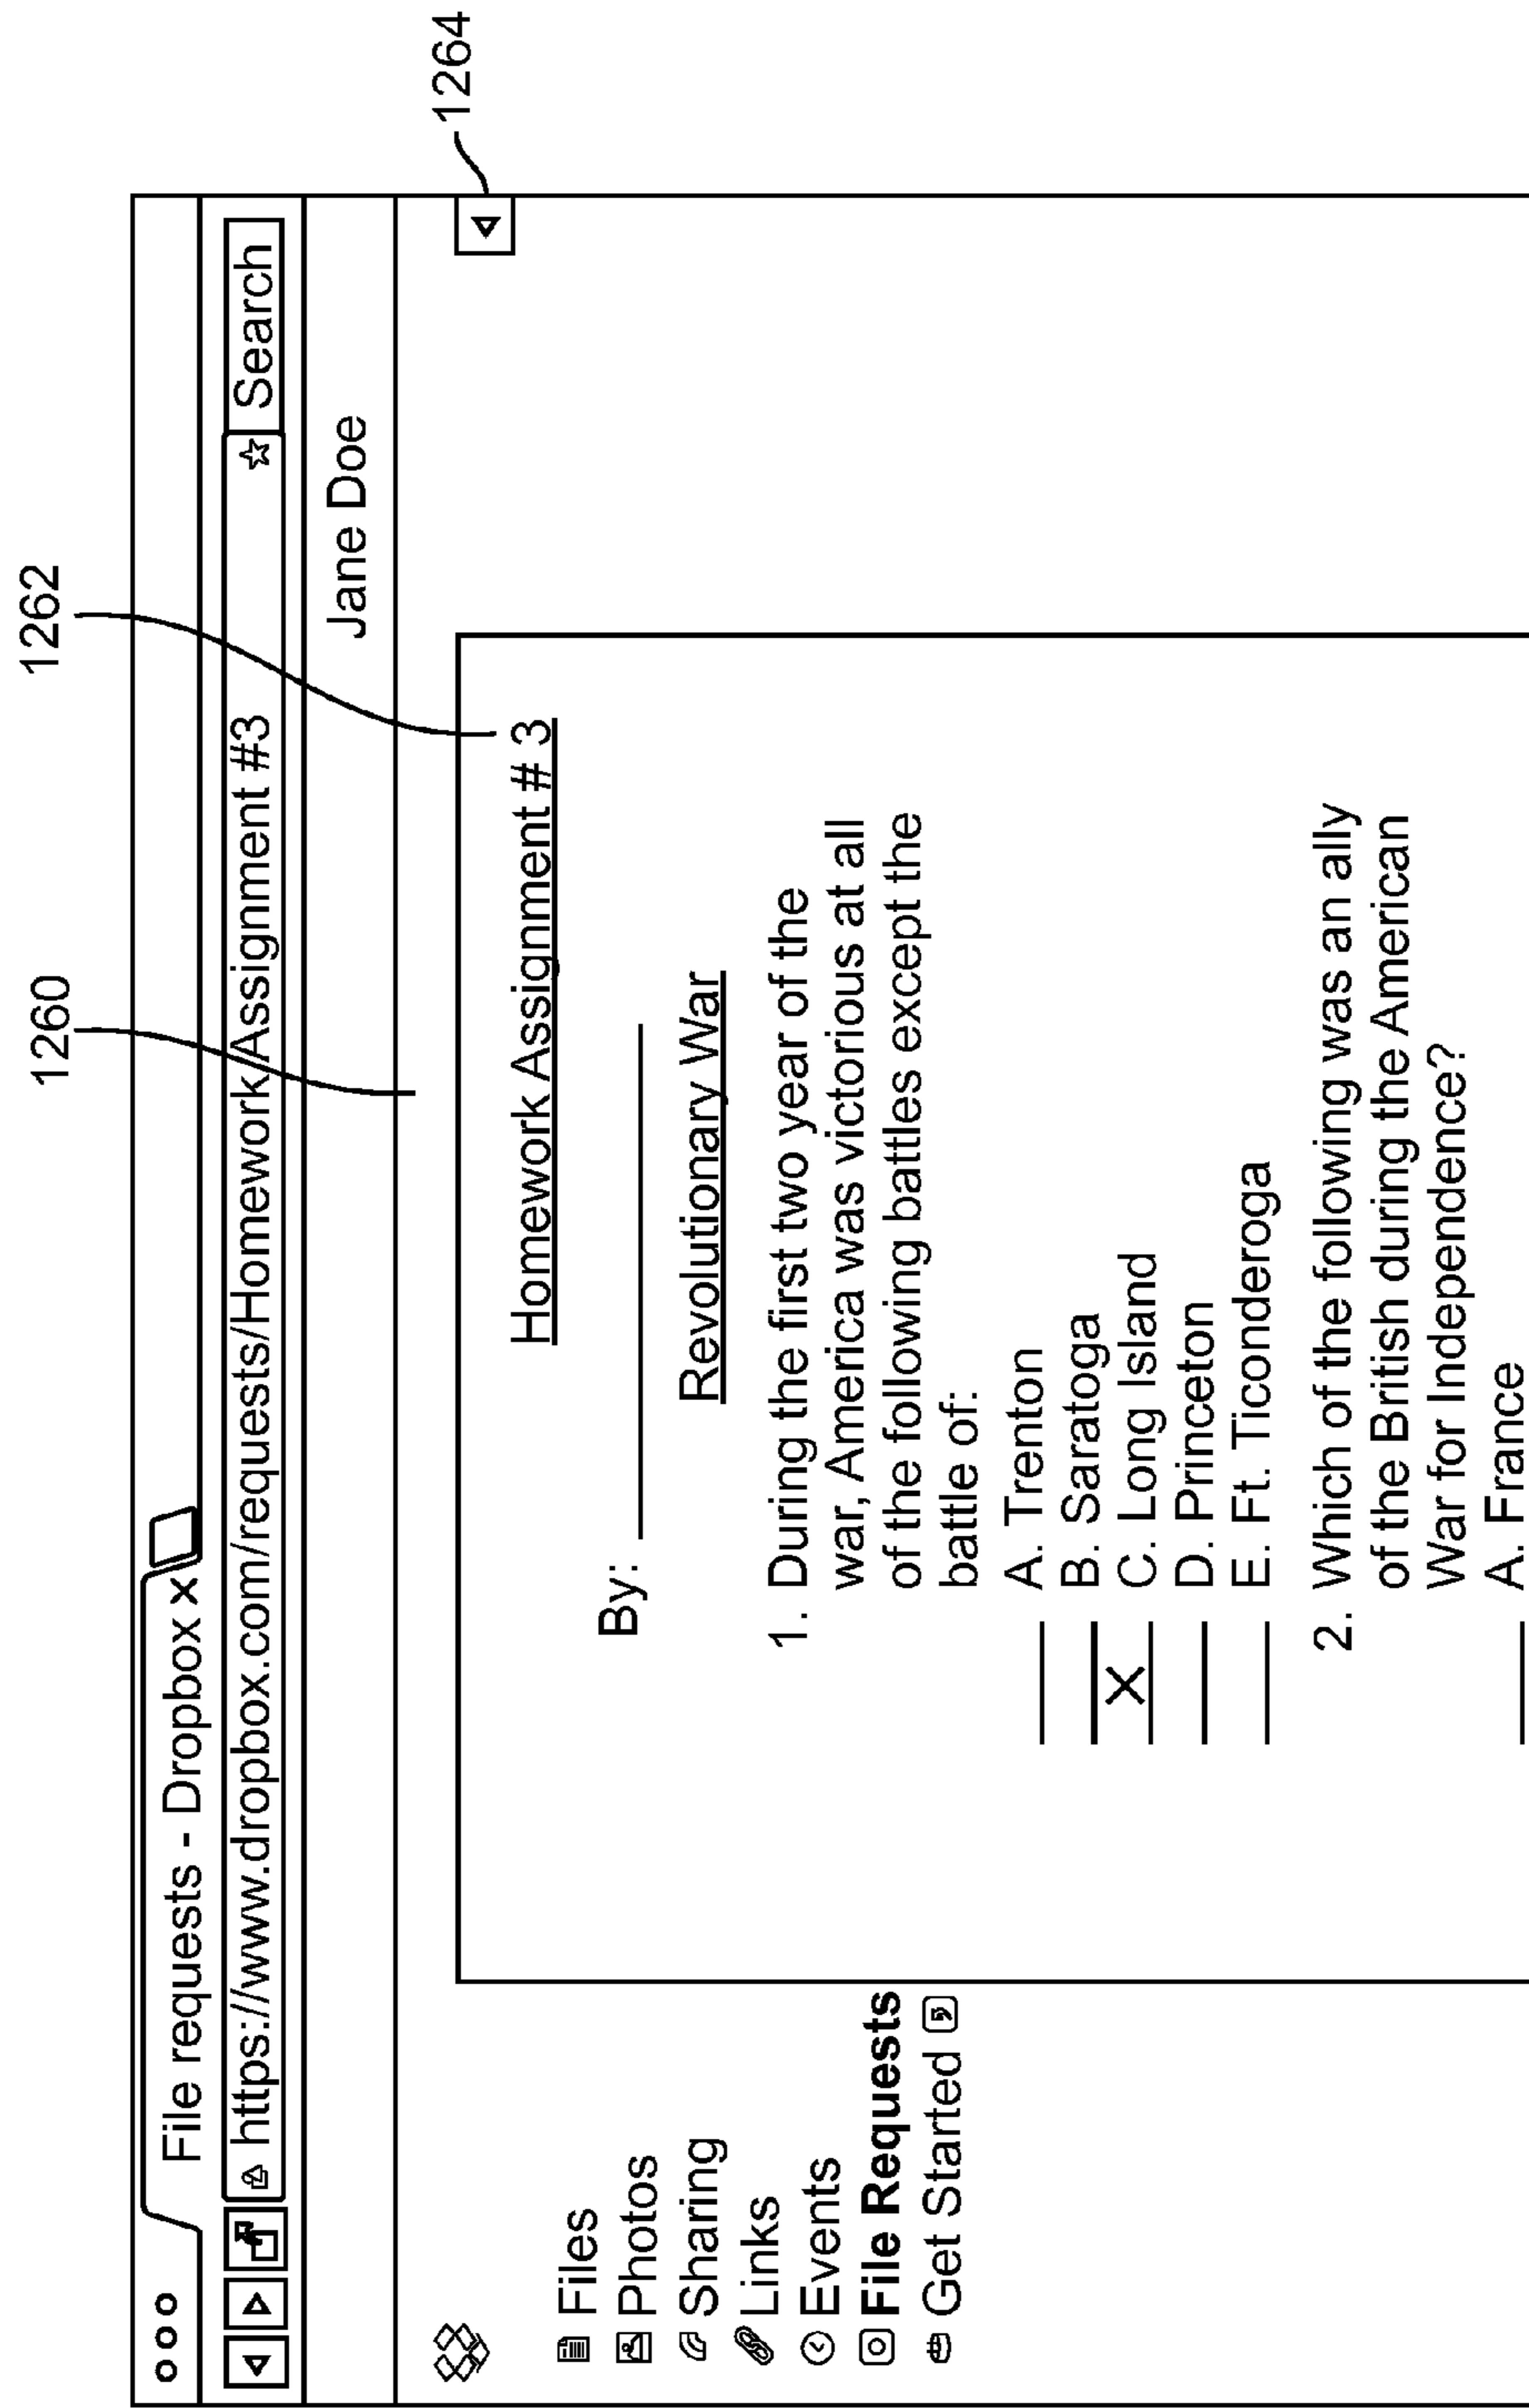 1260
1262
1264
File requests - Dropbox x
https://www.dropbox.com/requests/Homework Assignment #3
Search
Jane Doe
Files
Photos
Sharing
Links
Events
File Requests
Get Started
Homework Assignment # 3
By:
Revolutionary War
1. During the first two year of the
war, America was victorious at all
of the following battles except the
battle of:
A. Trenton
B. Saratoga
X C. Long Island
D. Princeton
E. Ft. Ticonderoga
2. Which of the following was an ally
of the British during the American
War for Independence?
A. France